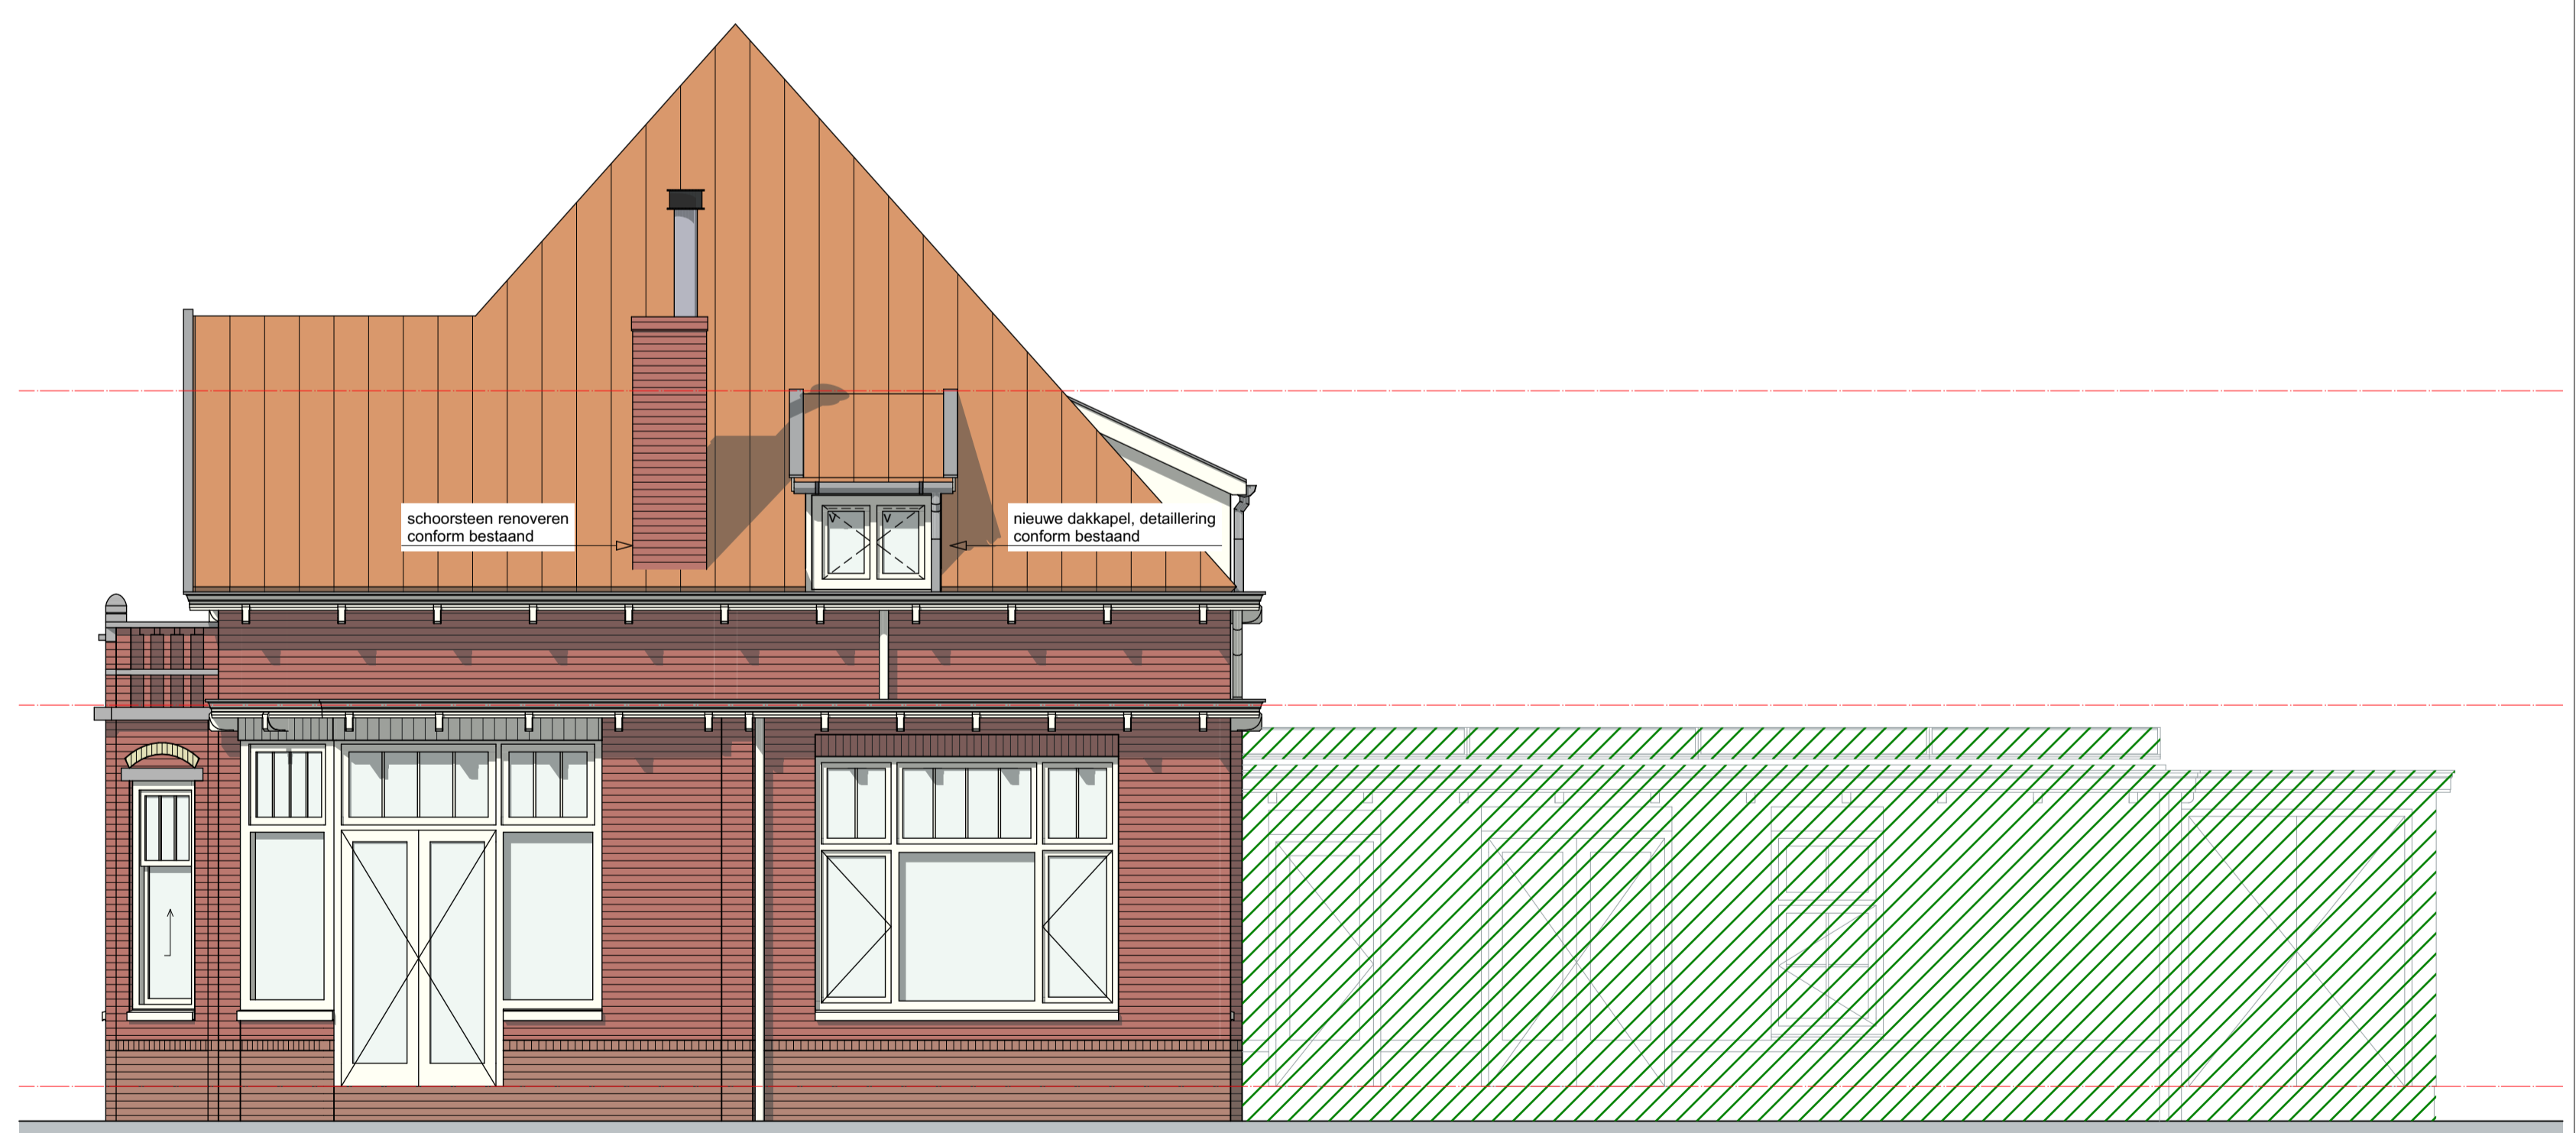 schoorsteen renoveren
conform bestaand
nieuwe dakkapel, detaillering
conform bestaand